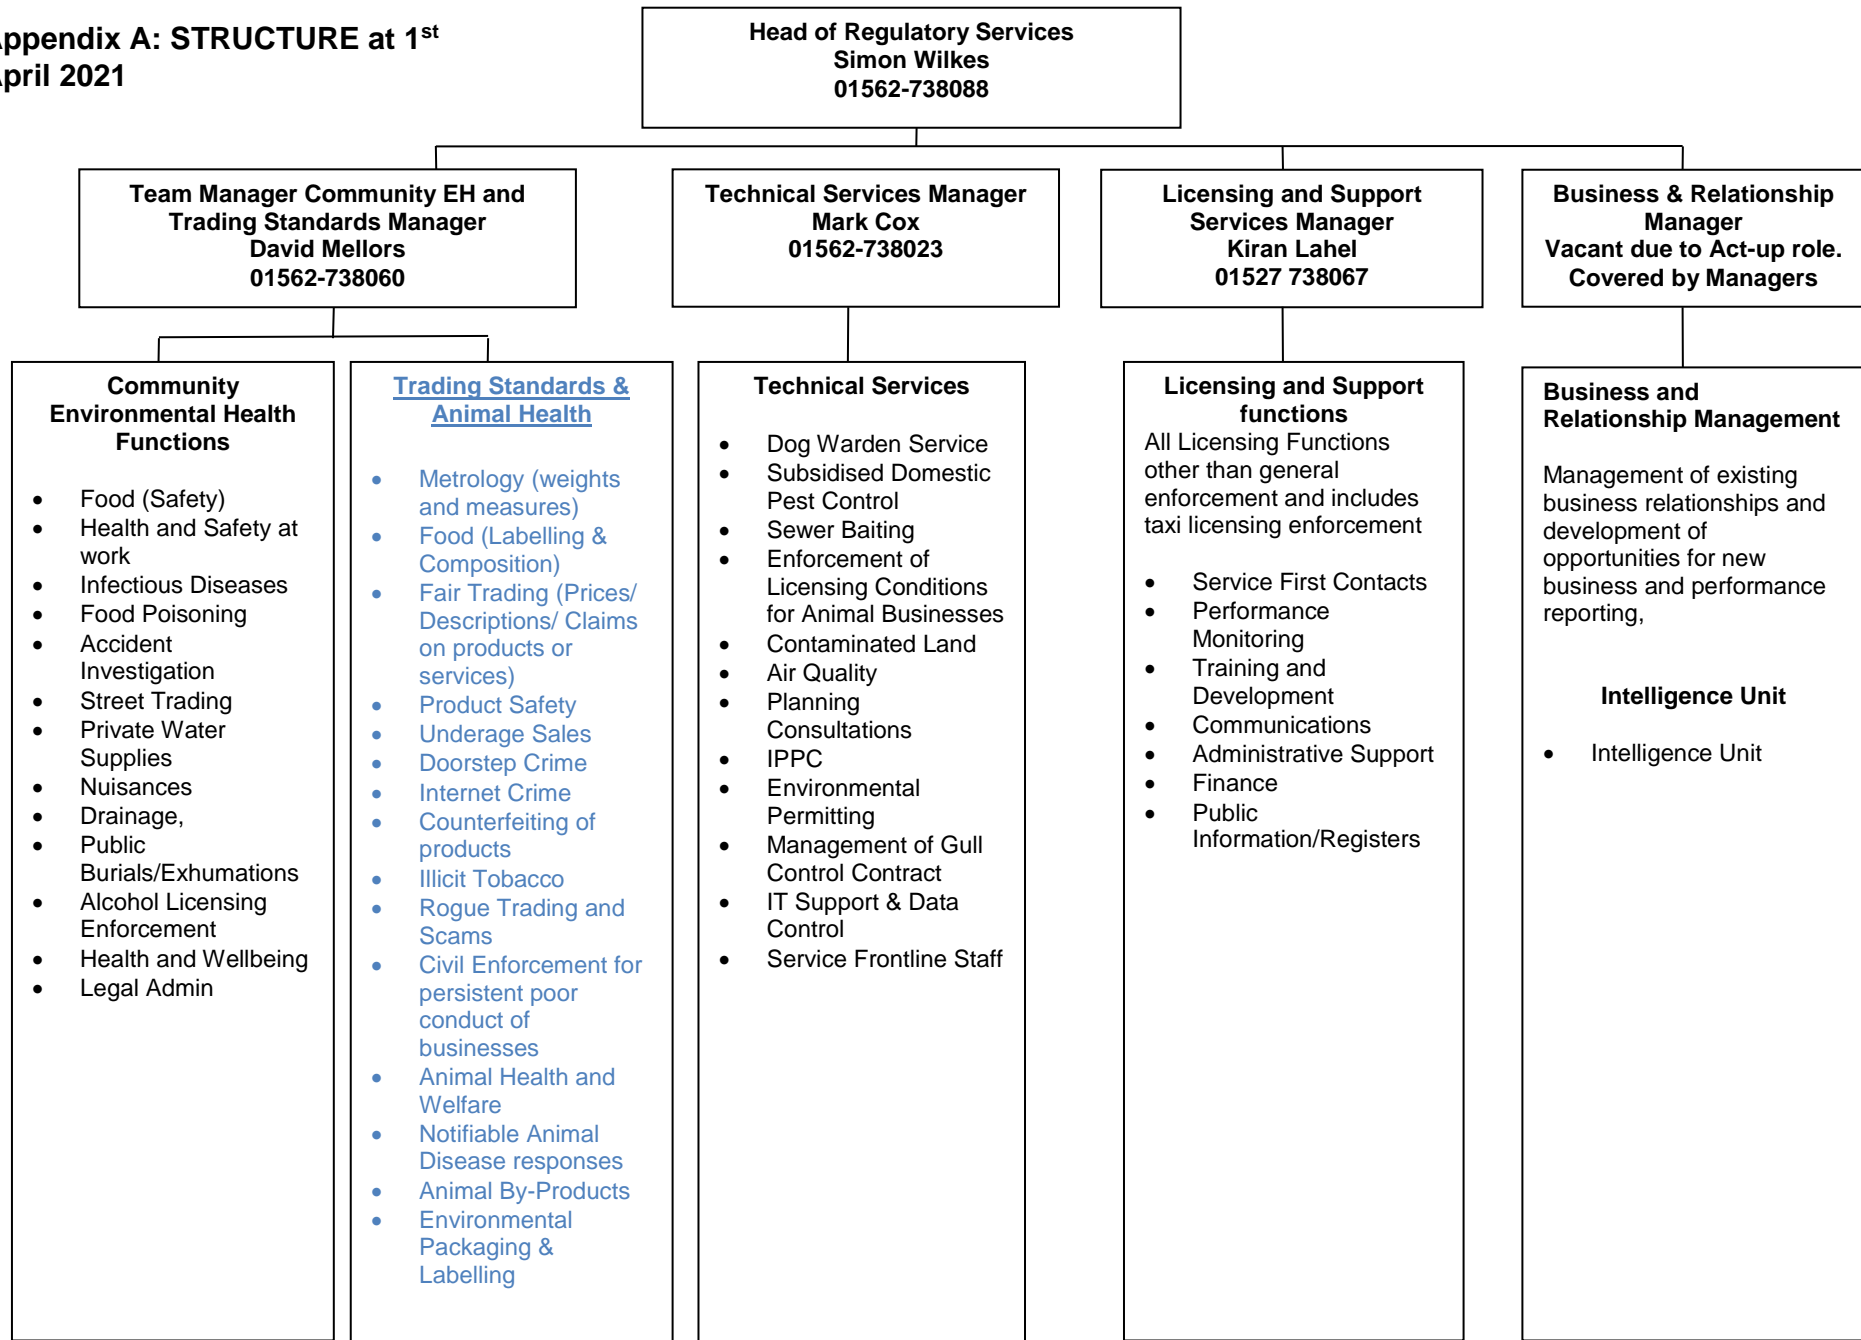 Appendix A: STRUCTURE at 1st
April 2021
Head of Regulatory Services
Simon Wilkes
01562-738088
Team Manager Community EH and
Trading Standards Manager
David Mellors
01562-738060
Technical Services Manager
Mark Cox
01562-738023
Licensing and Support
Services Manager
Kiran Lahel
01527 738067
Business & Relationship
Manager
Vacant due to Act-up role.
Covered by Managers
Community
Environmental Health
Functions
• Food (Safety)
• Health and Safety at
work
• Infectious Diseases
• Food Poisoning
• Accident
Investigation
• Street Trading
• Private Water
Supplies
• Nuisances
• Drainage,
• Public
Burials/Exhumations
• Alcohol Licensing
Enforcement
• Health and Wellbeing
• Legal Admin
Trading Standards &
Animal Health
• Metrology (weights
and measures)
• Food (Labelling &
Composition)
• Fair Trading (Prices/
Descriptions/ Claims
on products or
services)
• Product Safety
• Underage Sales
• Doorstep Crime
• Internet Crime
• Counterfeiting of
products
• Illicit Tobacco
• Rogue Trading and
Scams
• Civil Enforcement for
persistent poor
conduct of
businesses
• Animal Health and
Welfare
• Notifiable Animal
Disease responses
• Animal By-Products
• Environmental
Packaging &
Labelling
Technical Services
• Dog Warden Service
• Subsidised Domestic
Pest Control
• Sewer Baiting
• Enforcement of
Licensing Conditions
for Animal Businesses
• Contaminated Land
• Air Quality
• Planning
Consultations
• IPPC
• Environmental
Permitting
• Management of Gull
Control Contract
• IT Support & Data
Control
• Service Frontline Staff
Licensing and Support
functions
All Licensing Functions
other than general
enforcement and includes
taxi licensing enforcement
• Service First Contacts
• Performance
Monitoring
• Training and
Development
• Communications
• Administrative Support
• Finance
• Public
Information/Registers
Business and
Relationship Management
Management of existing
business relationships and
development of
opportunities for new
business and performance
reporting,
Intelligence Unit
• Intelligence Unit